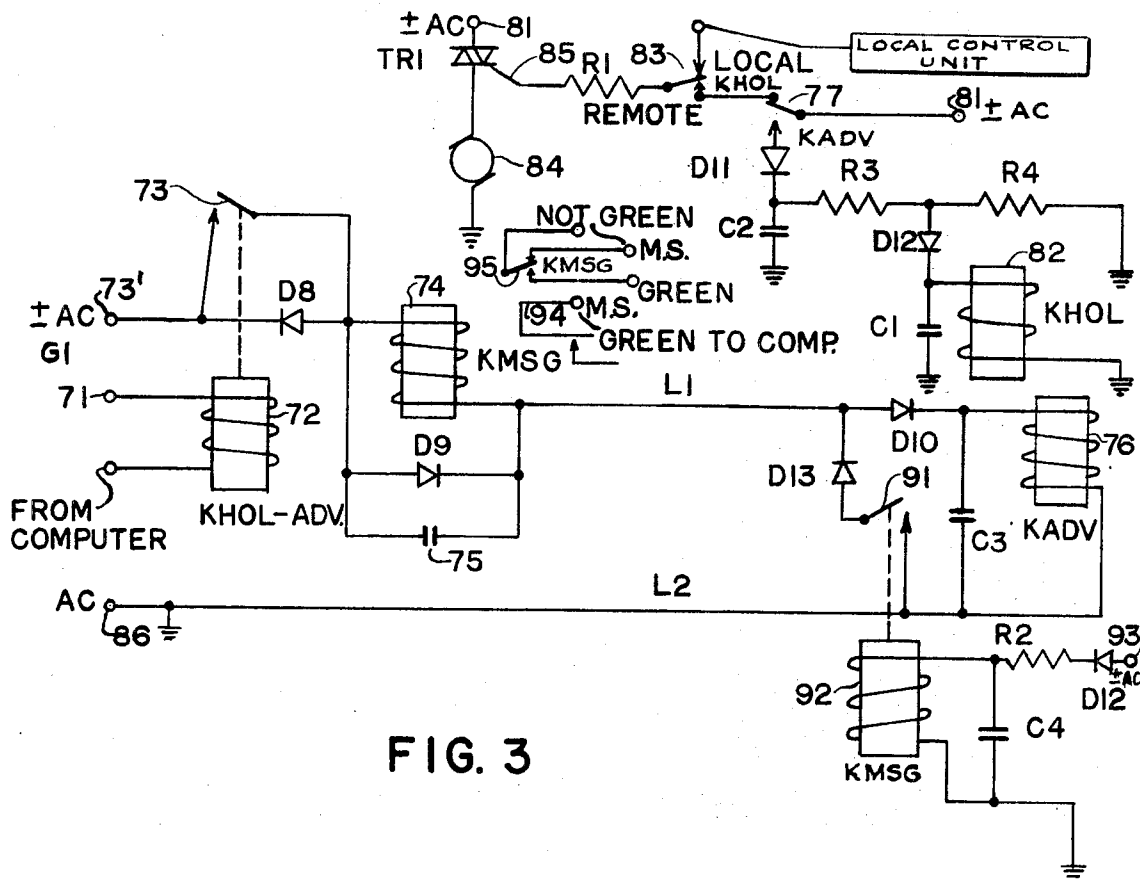 ± AC 81
TR1
85
R1
83
LOCAL
KHOL
LOCAL CONTROL
UNIT
REMOTE
77
81
± AC
KADV
D11
R3
R4
84
73
NOT GREEN
C2
D12
82
M.S.
95
KMSG
GREEN
KHOL
73'
D8
74
94
M.S.
C1
± AC
G1
GREEN TO COMP.
KMSG
71
72
L1
D9
D10
76
D13
91
FROM
COMPUTER
KHOL-ADV.
75
C3
KADV
AC
86
L2
R2
93
± AC
D12
92
C4
KMSG
FIG. 3